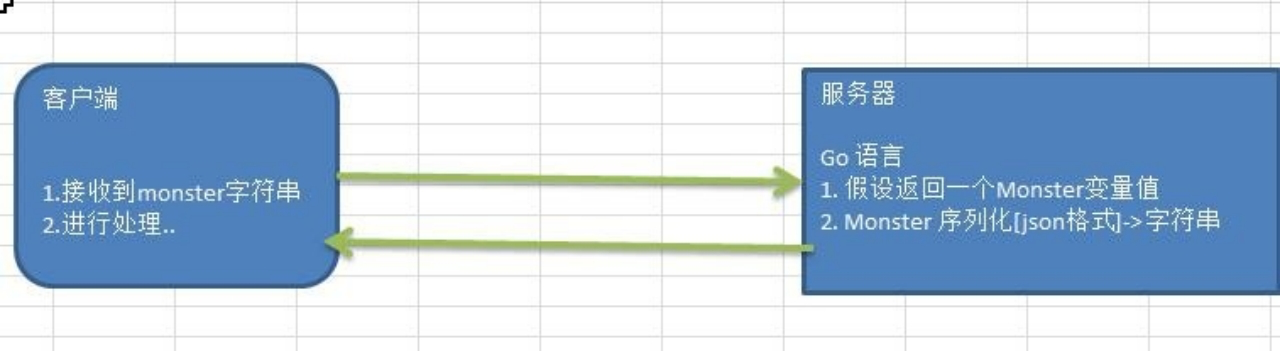 客户端
1.接收到monster字符串
2.进行处理..
服务器
Go 语言
1. 假设返回一个Monster变量值
2. Monster 序列化[json格式]->字符串